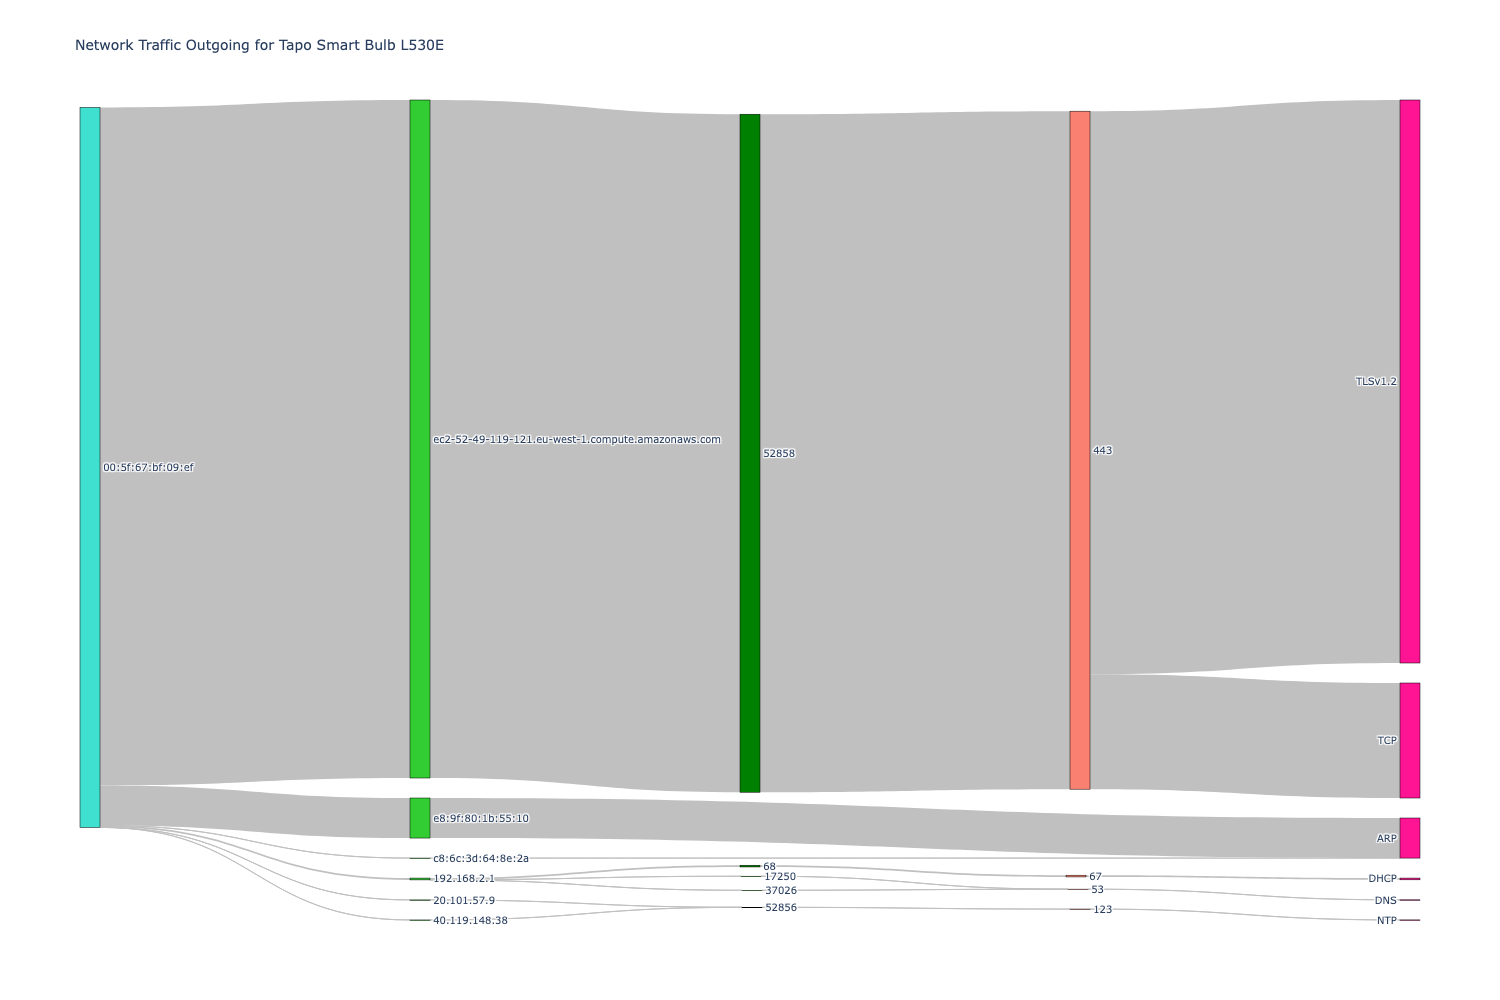 Network Traffic Outgoing for Tapo Smart Bulb L530E
00:5f:67:bf:09:ef
ec2-52-49-119-121.eu-west-1.compute.amazonaws.com
e8:9f:80:1b:55:10
c8:6c:3d:64:8e:2a
192.168.2.1
20.101.57.9
40.119.148.38
52858
68
17250
37026
52856
443
67
53
123
TLSv1.2
TCP
ARP
DHCP
DNS
NTP